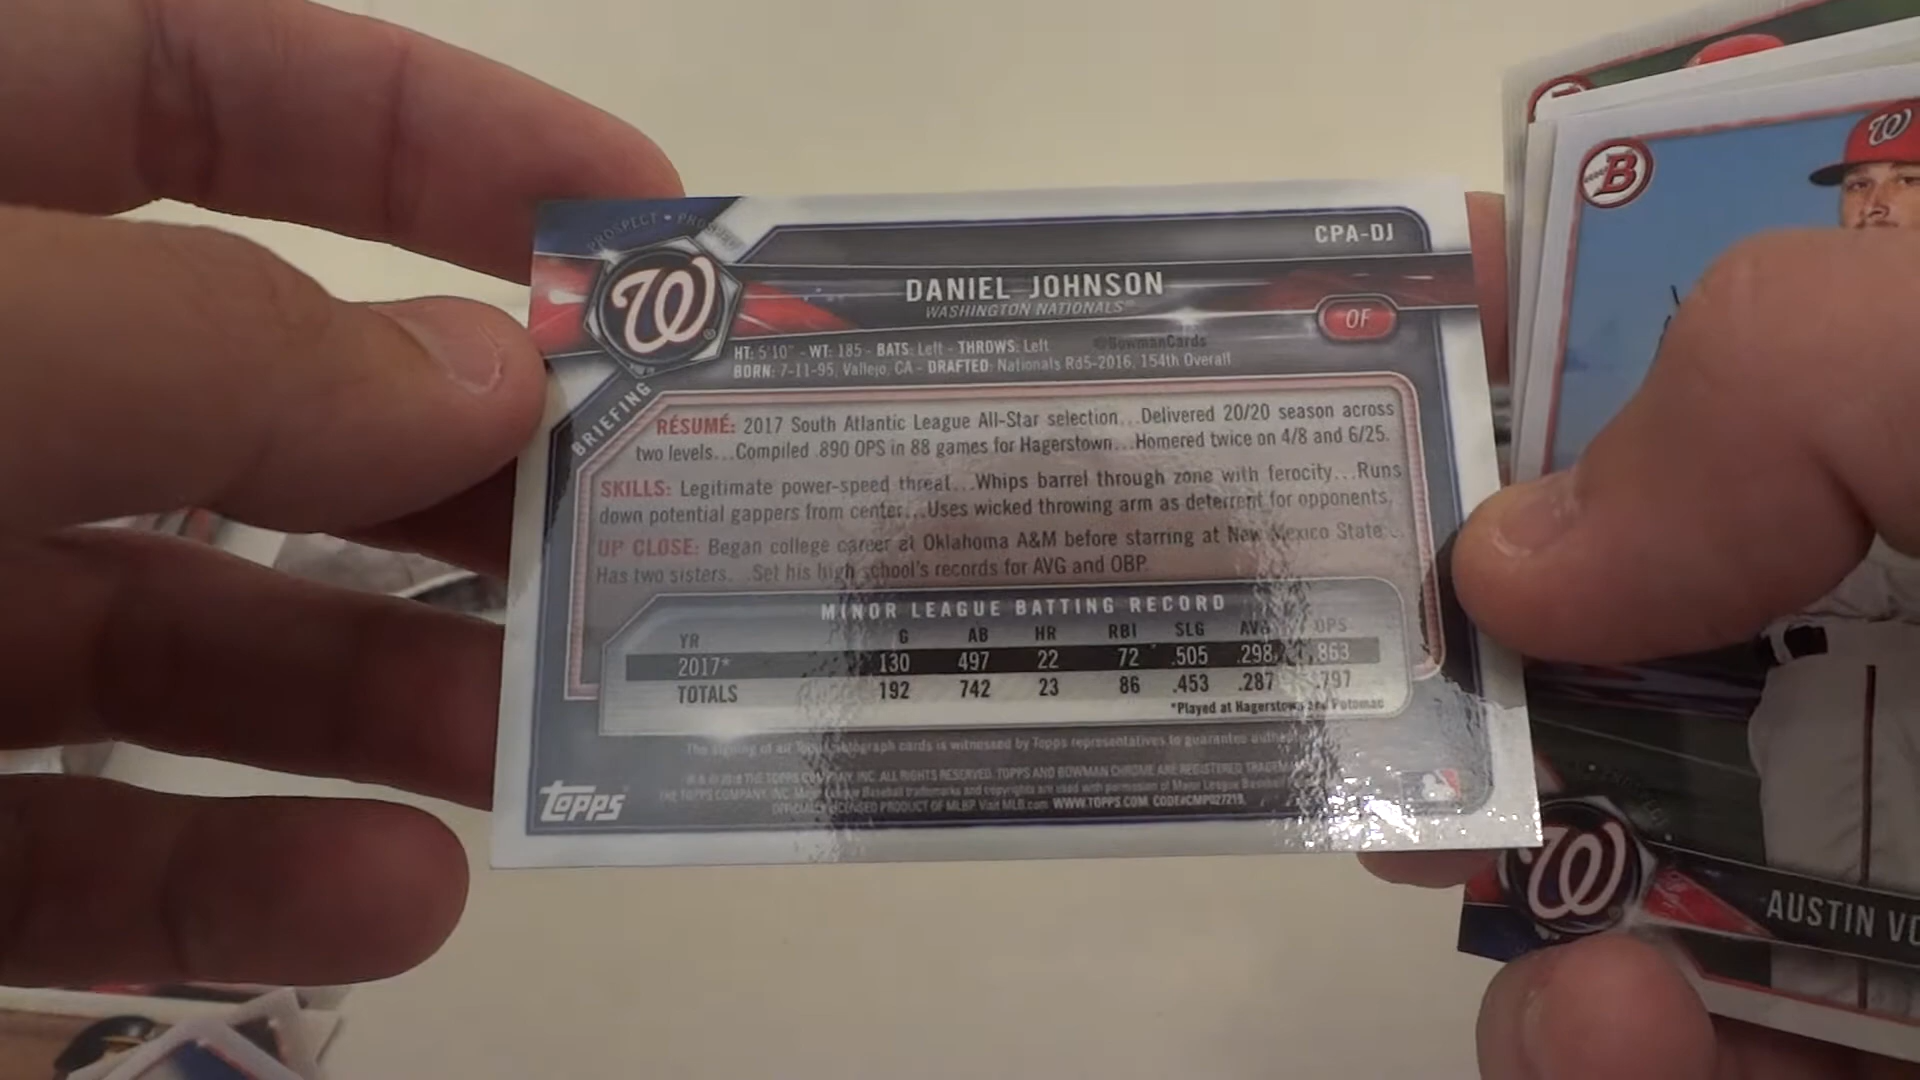 PROSPECT • PROSPECT
CPA-DJ
DANIEL JOHNSON
WASHINGTON NATIONALS
OF
HT: 5'10" - WT: 185 - BATS: Left - THROWS: Left
@BowmanCards
BORN: 7-11-95, Vallejo, CA - DRAFTED: Nationals Rd5-2016, 154th Overall
BRIEFING
RÉSUMÉ: 2017 South Atlantic League All-Star selection...Delivered 20/20 season across
two levels...Compiled .890 OPS in 88 games for Hagerstown...Homered twice on 4/8 and 6/25.
SKILLS: Legitimate power-speed threat...Whips barrel through zone with ferocity...Runs
down potential gappers from center...Uses wicked throwing arm as deterrent for opponents.
UP CLOSE: Began college career at Oklahoma A&M before starring at New Mexico State...
Has two sisters...Set his high school's records for AVG and OBP.
MINOR LEAGUE BATTING RECORD
YR G AB HR RBI SLG AVG OPS
2017* 130 497 22 72 .505 .298 .863
TOTALS 192 742 23 86 .453 .287 .797
*Played at Hagerstown and Potomac
The signing of all Topps autograph cards is witnessed by Topps representatives to guarantee
® & © 2018 THE TOPPS COMPANY, INC. ALL RIGHTS RESERVED. TOPPS AND BOWMAN CHROME ARE REGISTERED
THE TOPPS COMPANY, INC. Major League Baseball trademarks and copyrights are used with permission of Major League Baseball
OFFICIALLY LICENSED PRODUCT OF MLBP Visit MLB.com WWW.TOPPS.COM CODE#CMP027219
topps
B
W
AUSTIN